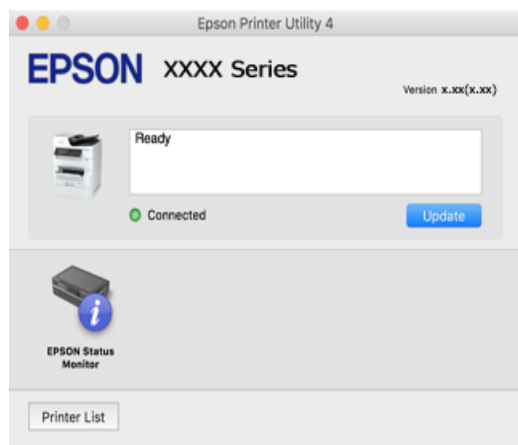 Epson Printer Utility 4
EPSON XXXX Series
Version x.xx(x.xx)
Ready
Connected
Update
i
EPSON Status
Monitor
Printer List